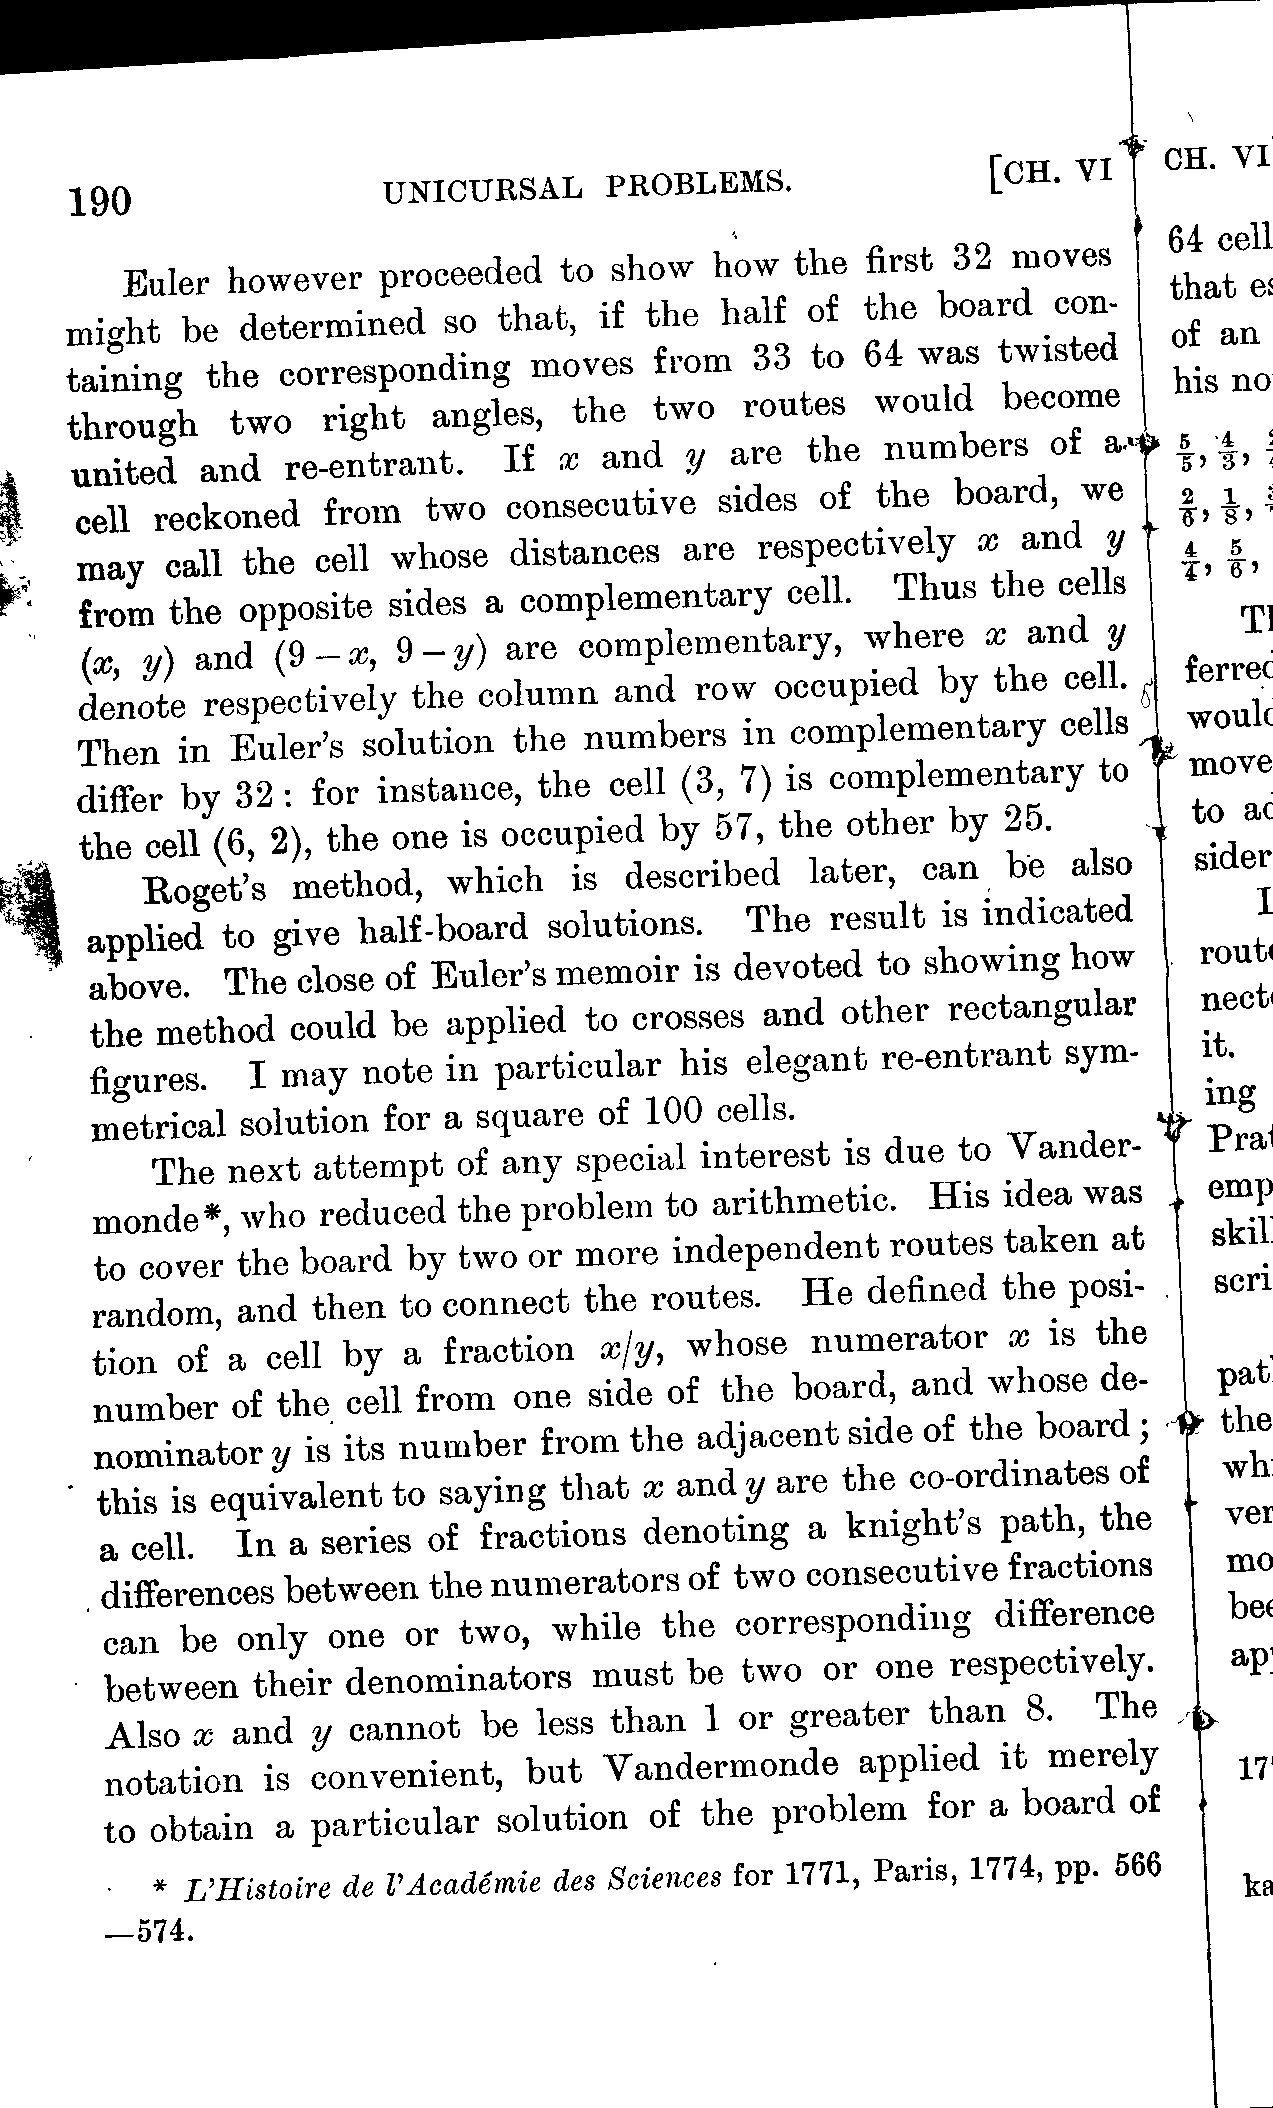 190 UNICURSAL PROBLEMS. [CH. VI
Euler however proceeded to show how the first 32 moves
might be determined so that, if the half of the board con-
taining the corresponding moves from 33 to 64 was twisted
through two right angles, the two routes would become
united and re-entrant. If x and y are the numbers of a
cell reckoned from two consecutive sides of the board, we
may call the cell whose distances are respectively x and y
from the opposite sides a complementary cell. Thus the cells
(x, y) and (9 – x, 9 – y) are complementary, where x and y
denote respectively the column and row occupied by the cell.
Then in Euler's solution the numbers in complementary cells
differ by 32 : for instance, the cell (3, 7) is complementary to
the cell (6, 2), the one is occupied by 57, the other by 25.
Roget's method, which is described later, can be also
applied to give half-board solutions. The result is indicated
above. The close of Euler's memoir is devoted to showing how
the method could be applied to crosses and other rectangular
figures. I may note in particular his elegant re-entrant sym-
metrical solution for a square of 100 cells.
The next attempt of any special interest is due to Vander-
monde*, who reduced the problem to arithmetic. His idea was
to cover the board by two or more independent routes taken at
random, and then to connect the routes. He defined the posi-
tion of a cell by a fraction x/y, whose numerator x is the
number of the cell from one side of the board, and whose de-
nominator y is its number from the adjacent side of the board ;
this is equivalent to saying that x and y are the co-ordinates of
a cell. In a series of fractions denoting a knight's path, the
differences between the numerators of two consecutive fractions
can be only one or two, while the corresponding difference
between their denominators must be two or one respectively.
Also x and y cannot be less than 1 or greater than 8. The
notation is convenient, but Vandermonde applied it merely
to obtain a particular solution of the problem for a board of
* L'Histoire de l'Académie des Sciences for 1771, Paris, 1774, pp. 566
—574.
CH. VI
64 cell
that
of an
his no
5/5, 4/3,
2/6, 1/8,
4/4, 5/6,
ferred
would
move
to
sider
I
route
it.
ing
Prat
emp
skil
scri
pat
the
wh
ver
mo
bee
ap
17
ka